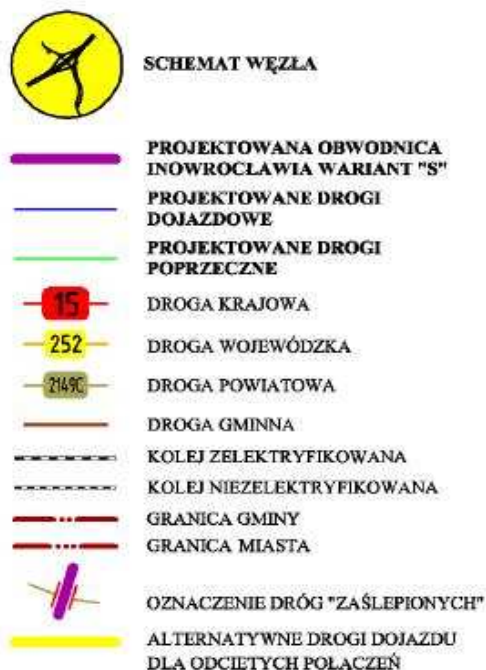 SCHEMAT WĘZŁA
PROJEKTOWANA OBWODNICA
INOWROCŁAWIA WARIANT "S"
PROJEKTOWANE DROGI
DOJAZDOWE
PROJEKTOWANE DROGI
POPRZECZNE
15 DROGA KRAJOWA
252 DROGA WOJEWÓDZKA
2149C DROGA POWIATOWA
DROGA GMINNA
KOLEJ ZELEKTRYFIKOWANA
KOLEJ NIEZELEKTRYFIKOWANA
GRANICA GMINY
GRANICA MIASTA
OZNACZENIE DRÓG "ZAŚLEPIONYCH"
ALTERNATYWNE DROGI DOJAZDU
DLA ODCIĘTYCH POŁĄCZEŃ